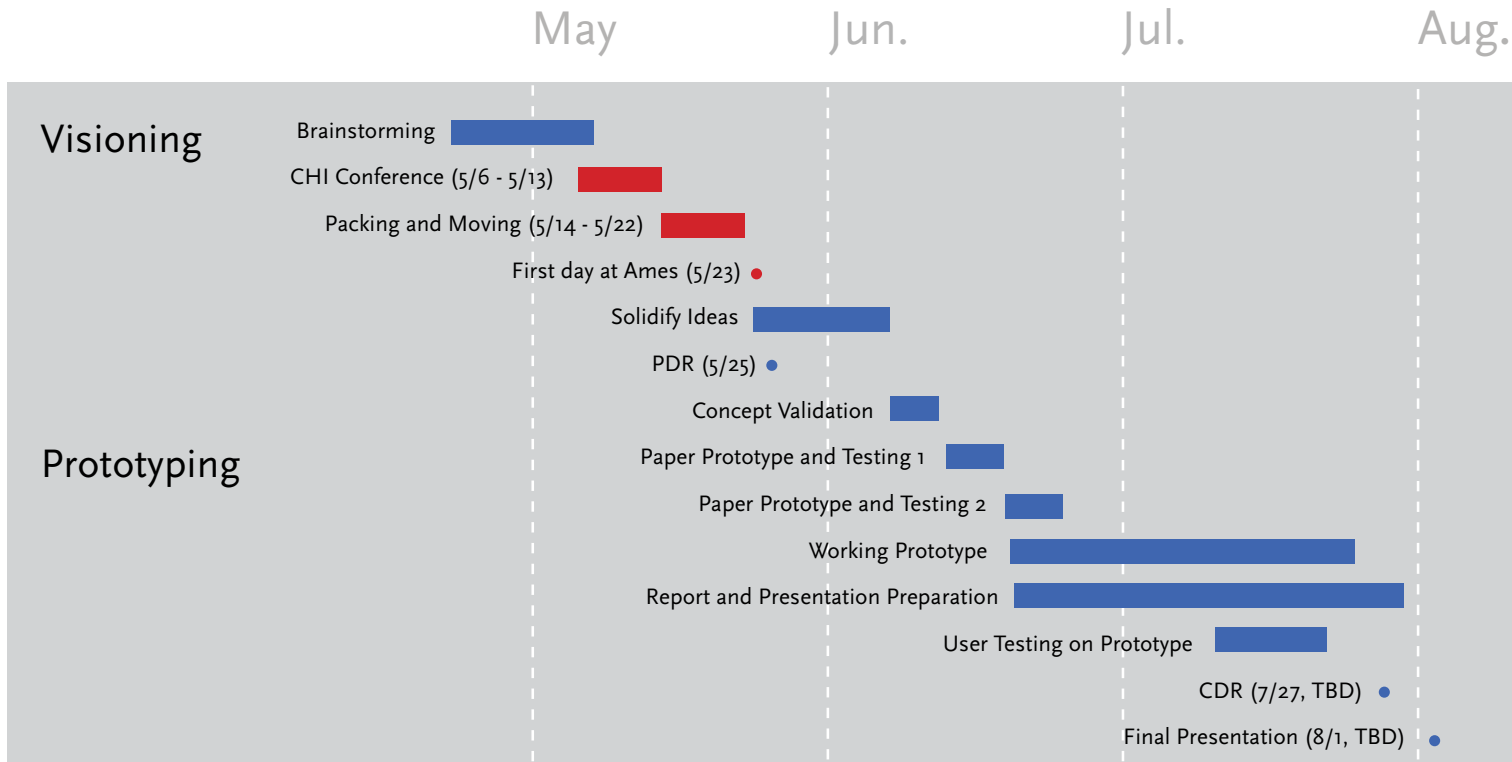 May Jun. Jul. Aug.
Visioning
Brainstorming
CHI Conference (5/6 - 5/13)
Packing and Moving (5/14 - 5/22)
First day at Ames (5/23)
Solidify Ideas
PDR (5/25)
Concept Validation
Prototyping
Paper Prototype and Testing 1
Paper Prototype and Testing 2
Working Prototype
Report and Presentation Preparation
User Testing on Prototype
CDR (7/27, TBD)
Final Presentation (8/1, TBD)